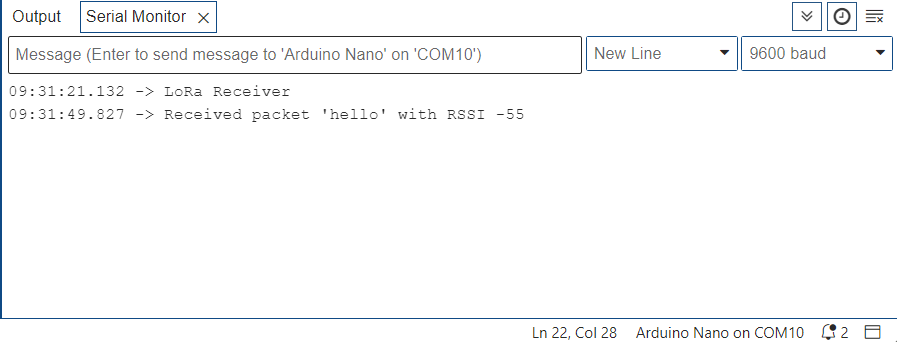 Output Serial Monitor
Message (Enter to send message to 'Arduino Nano' on 'COM10') New Line 9600 baud
09:31:21.132 -> LoRa Receiver
09:31:49.827 -> Received packet 'hello' with RSSI -55
Ln 22, Col 28 Arduino Nano on COM10 2